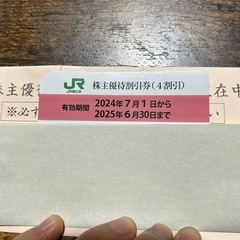 JR
JR東日本
株主優待割引券(4割引)
有効期間
2024年7月1日から
2025年6月30日まで
株主優待
在中
※必ず
い